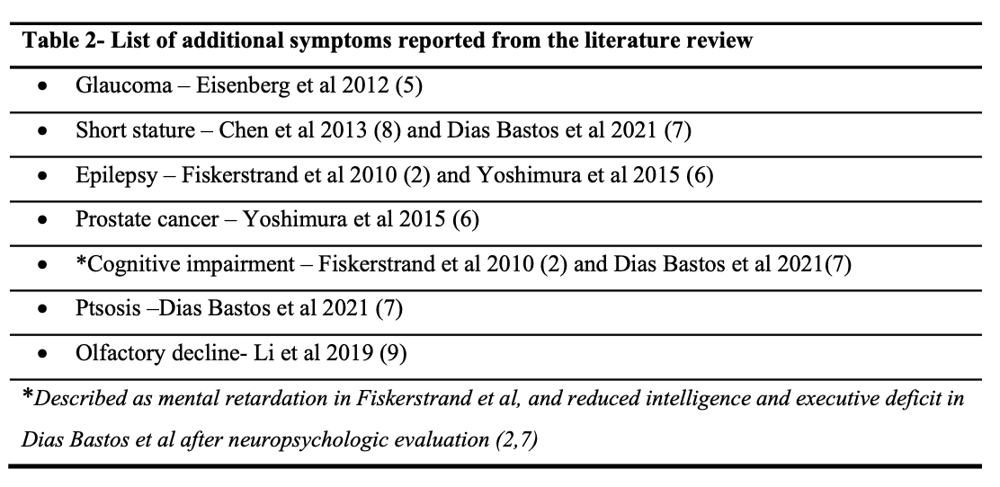 Table 2- List of additional symptoms reported from the literature review
• Glaucoma – Eisenberg et al 2012 (5)
• Short stature – Chen et al 2013 (8) and Dias Bastos et al 2021 (7)
• Epilepsy – Fiskerstrand et al 2010 (2) and Yoshimura et al 2015 (6)
• Prostate cancer – Yoshimura et al 2015 (6)
• *Cognitive impairment – Fiskerstrand et al 2010 (2) and Dias Bastos et al 2021(7)
• Ptsosis –Dias Bastos et al 2021 (7)
• Olfactory decline- Li et al 2019 (9)
*Described as mental retardation in Fiskerstrand et al, and reduced intelligence and executive deficit in
Dias Bastos et al after neuropsychologic evaluation (2,7)